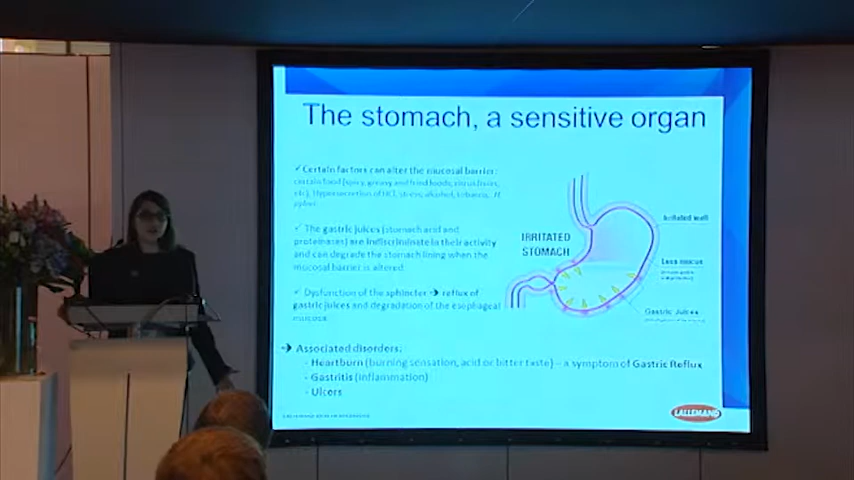 The stomach, a sensitive organ
✓ Certain factors can alter the mucosal barrier:
certain food (spicy, greasy and fried foods, citrus
etc), Hypersecretion of HCl, stress, alcohol, tobacco, H
✓ The gastric juices (stomach acid and
proteinases) are indiscriminate in their activity
and can degrade the stomach lining when the
mucosal barrier is altered
✓ Dysfunction of the sphincter → reflux of
gastric juices and degradation of the esophageal
mucosa
IRRITATED
STOMACH
Irritated wall
Less mucus
Gastric Juices
→ Associated disorders:
- Heartburn (burning sensation, acid or bitter taste) – a symptom of Gastric Reflux
- Gastritis (inflammation)
- Ulcers
LALLEMAND